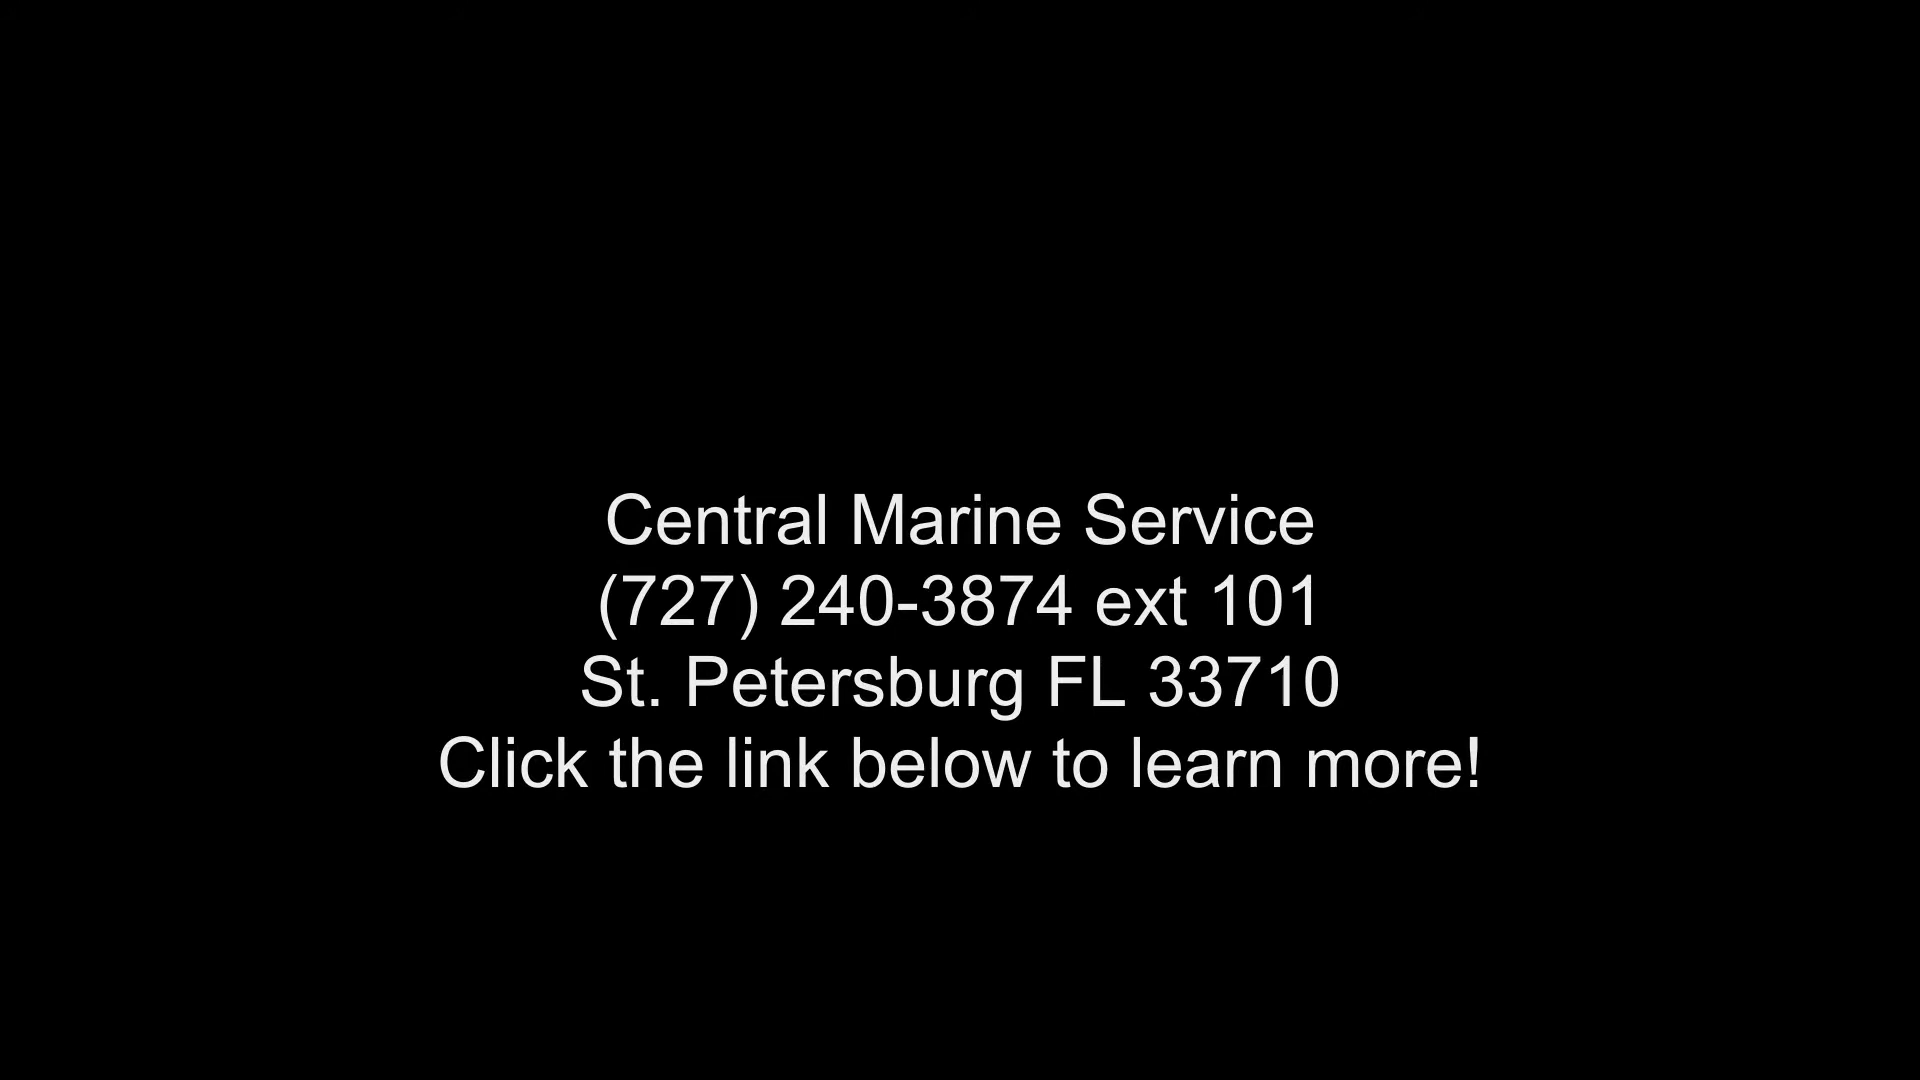 Central Marine Service
(727) 240-3874 ext 101
St. Petersburg FL 33710
Click the link below to learn more!